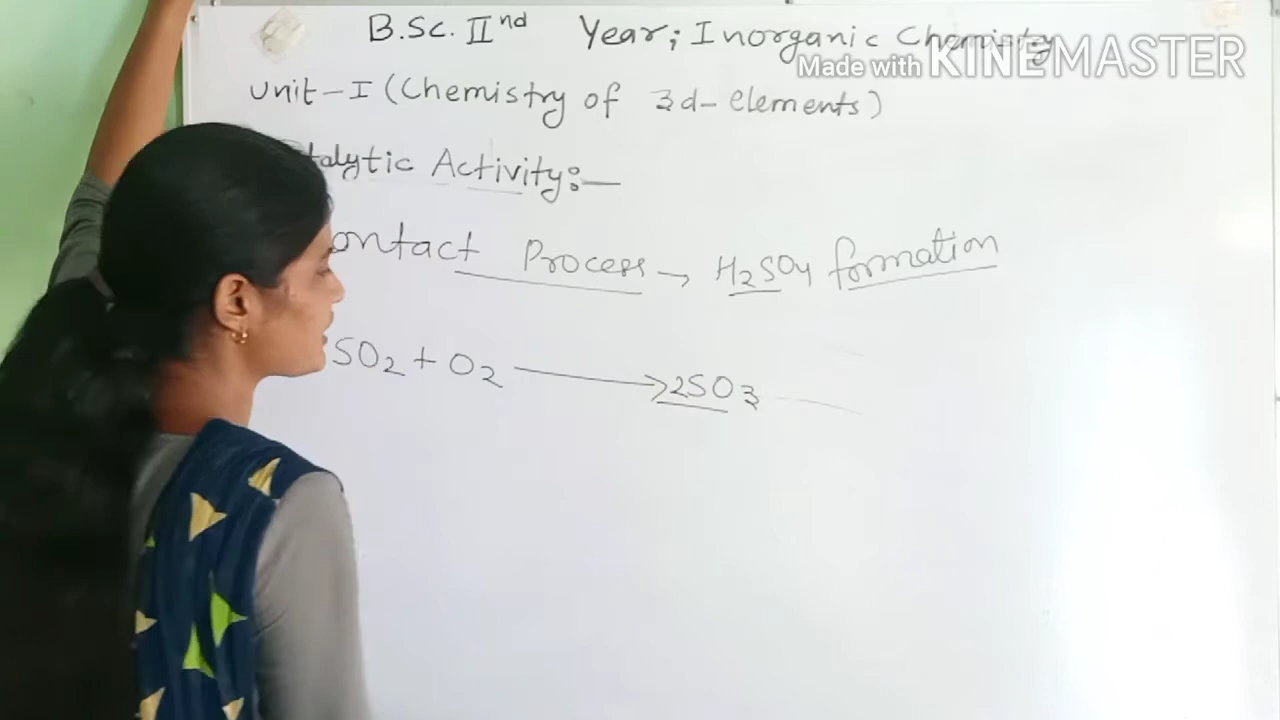 B.Sc. IInd Year; Inorganic Chemistry
Made with KINEMASTER
Unit-I (Chemistry of 3d-elements)
talytic Activity:-
ontact Process → H2SO4 formation
SO2 + O2 → 2SO3